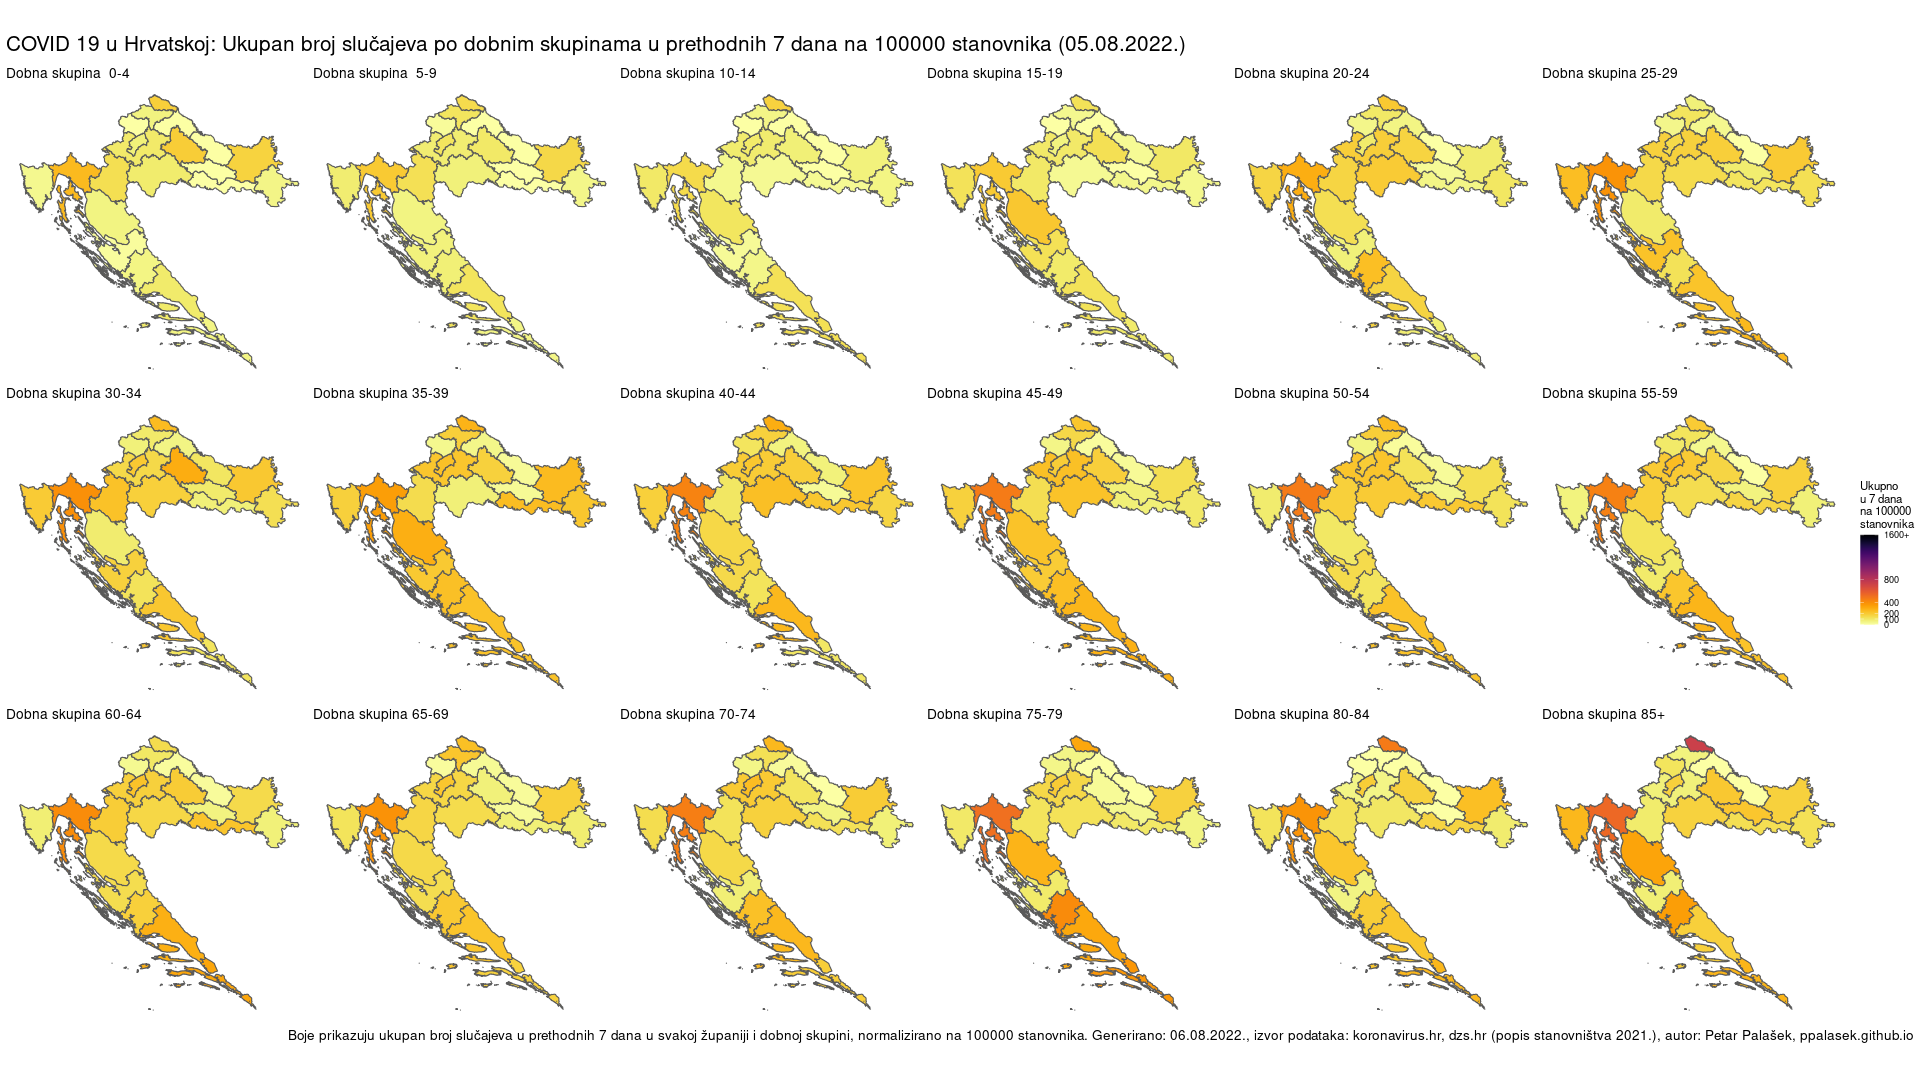 COVID 19 u Hrvatskoj: Ukupan broj slučajeva po dobnim skupinama u prethodnih 7 dana na 100000 stanovnika (05.08.2022.)
Dobna skupina  0-4
Dobna skupina  5-9
Dobna skupina 10-14
Dobna skupina 15-19
Dobna skupina 20-24
Dobna skupina 25-29
Dobna skupina 30-34
Dobna skupina 35-39
Dobna skupina 40-44
Dobna skupina 45-49
Dobna skupina 50-54
Dobna skupina 55-59
Ukupno
u 7 dana
na 100000
stanovnika
1600+
800
400
200
100
0
Dobna skupina 60-64
Dobna skupina 65-69
Dobna skupina 70-74
Dobna skupina 75-79
Dobna skupina 80-84
Dobna skupina 85+
Boje prikazuju ukupan broj slučajeva u prethodnih 7 dana u svakoj županiji i dobnoj skupini, normalizirano na 100000 stanovnika. Generirano: 06.08.2022., izvor podataka: koronavirus.hr, dzs.hr (popis stanovništva 2021.), autor: Petar Palašek, ppalasek.github.io